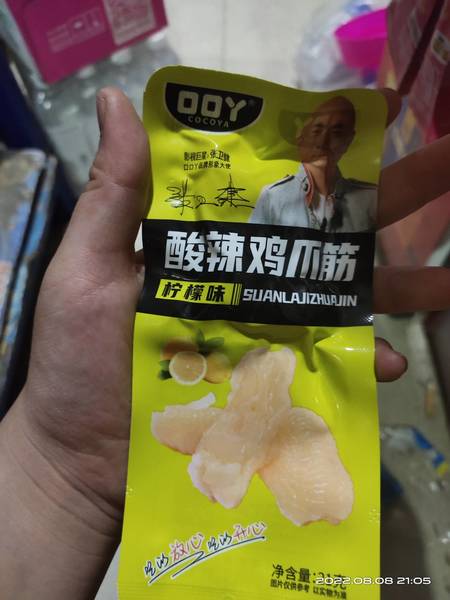 OOY®
COCOYA
影视巨星:张卫健
OOY品牌形象大使
酸辣鸡爪筋
柠檬味 SUANLAJIZHUAJIN
吃的放心 吃的开心
净含量:
图片仅供参考 以实物为准
2022.08.08 21:05